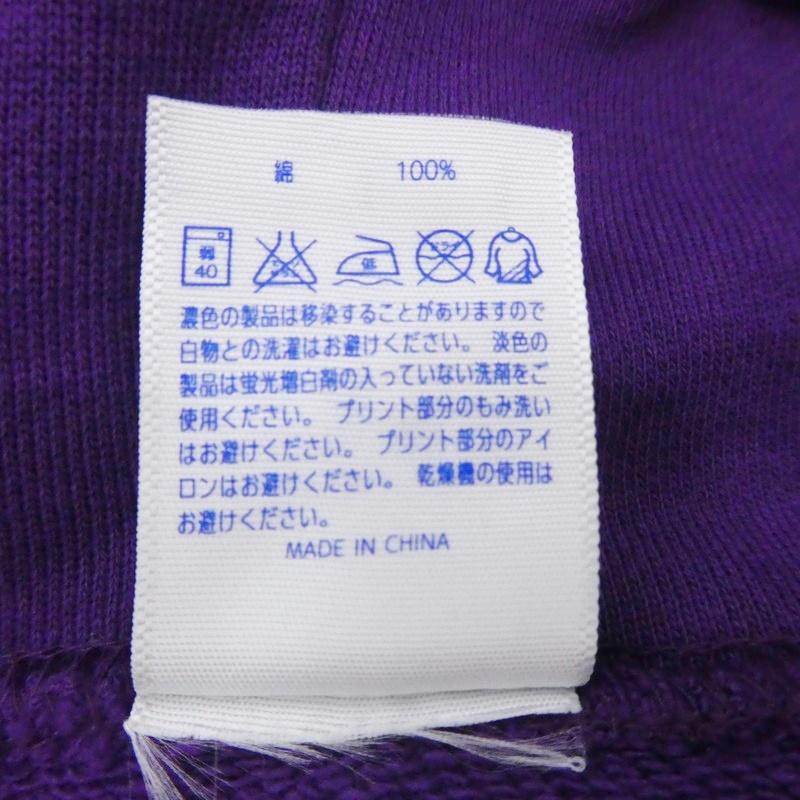 綿 100%
弱 40 低 ドライ
濃色の製品は移染することがありますので
白物との洗濯はお避けください。 淡色の
製品は蛍光増白剤の入っていない洗剤をご
使用ください。 プリント部分のもみ洗い
はお避けください。 プリント部分のアイ
ロンはお避けください。 乾燥機の使用は
お避けください。
MADE IN CHINA